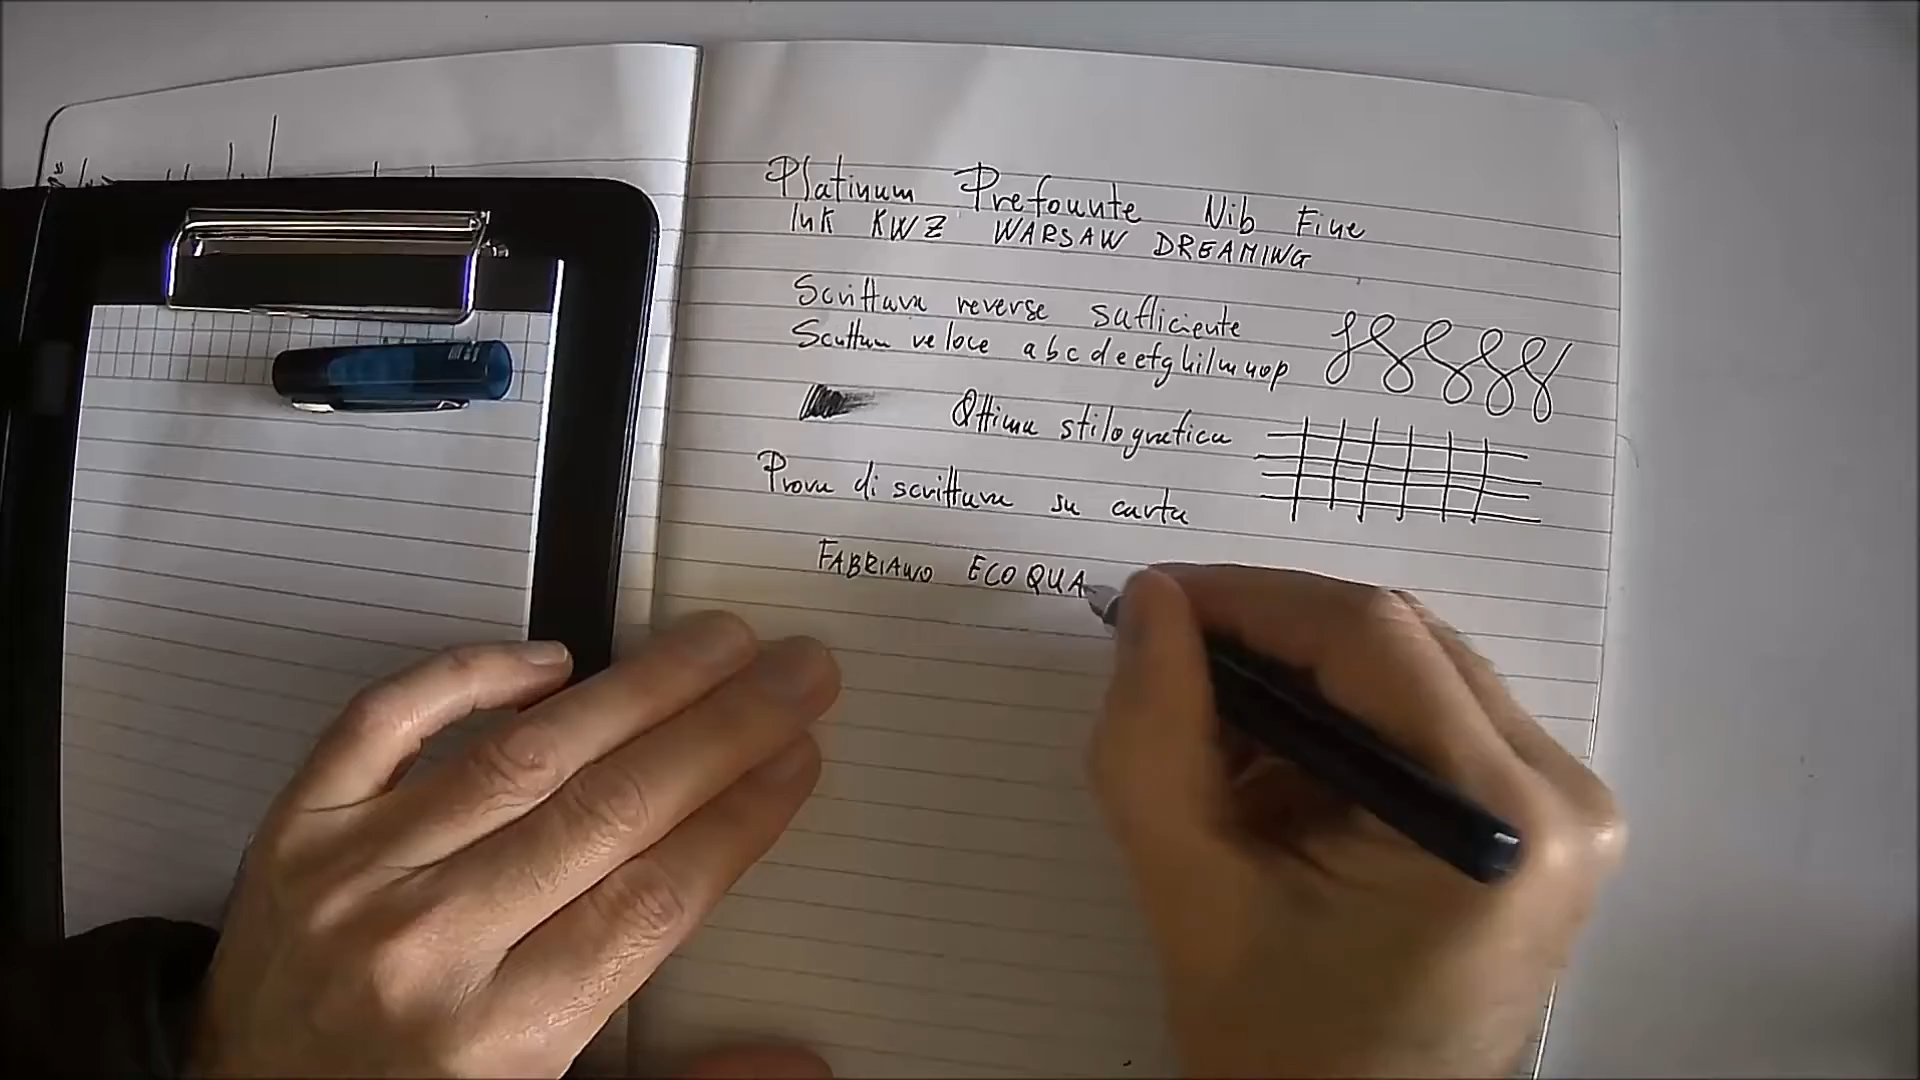 Platinum Prefounte Nib Fine
Ink KWZ WARSAW DREAMING
Scrittura reverse sufficiente
Scrittura veloce abcdeefghilmnop
Ottima stilografica
Prova di scrittura su carta
FABRIANO ECOQUA